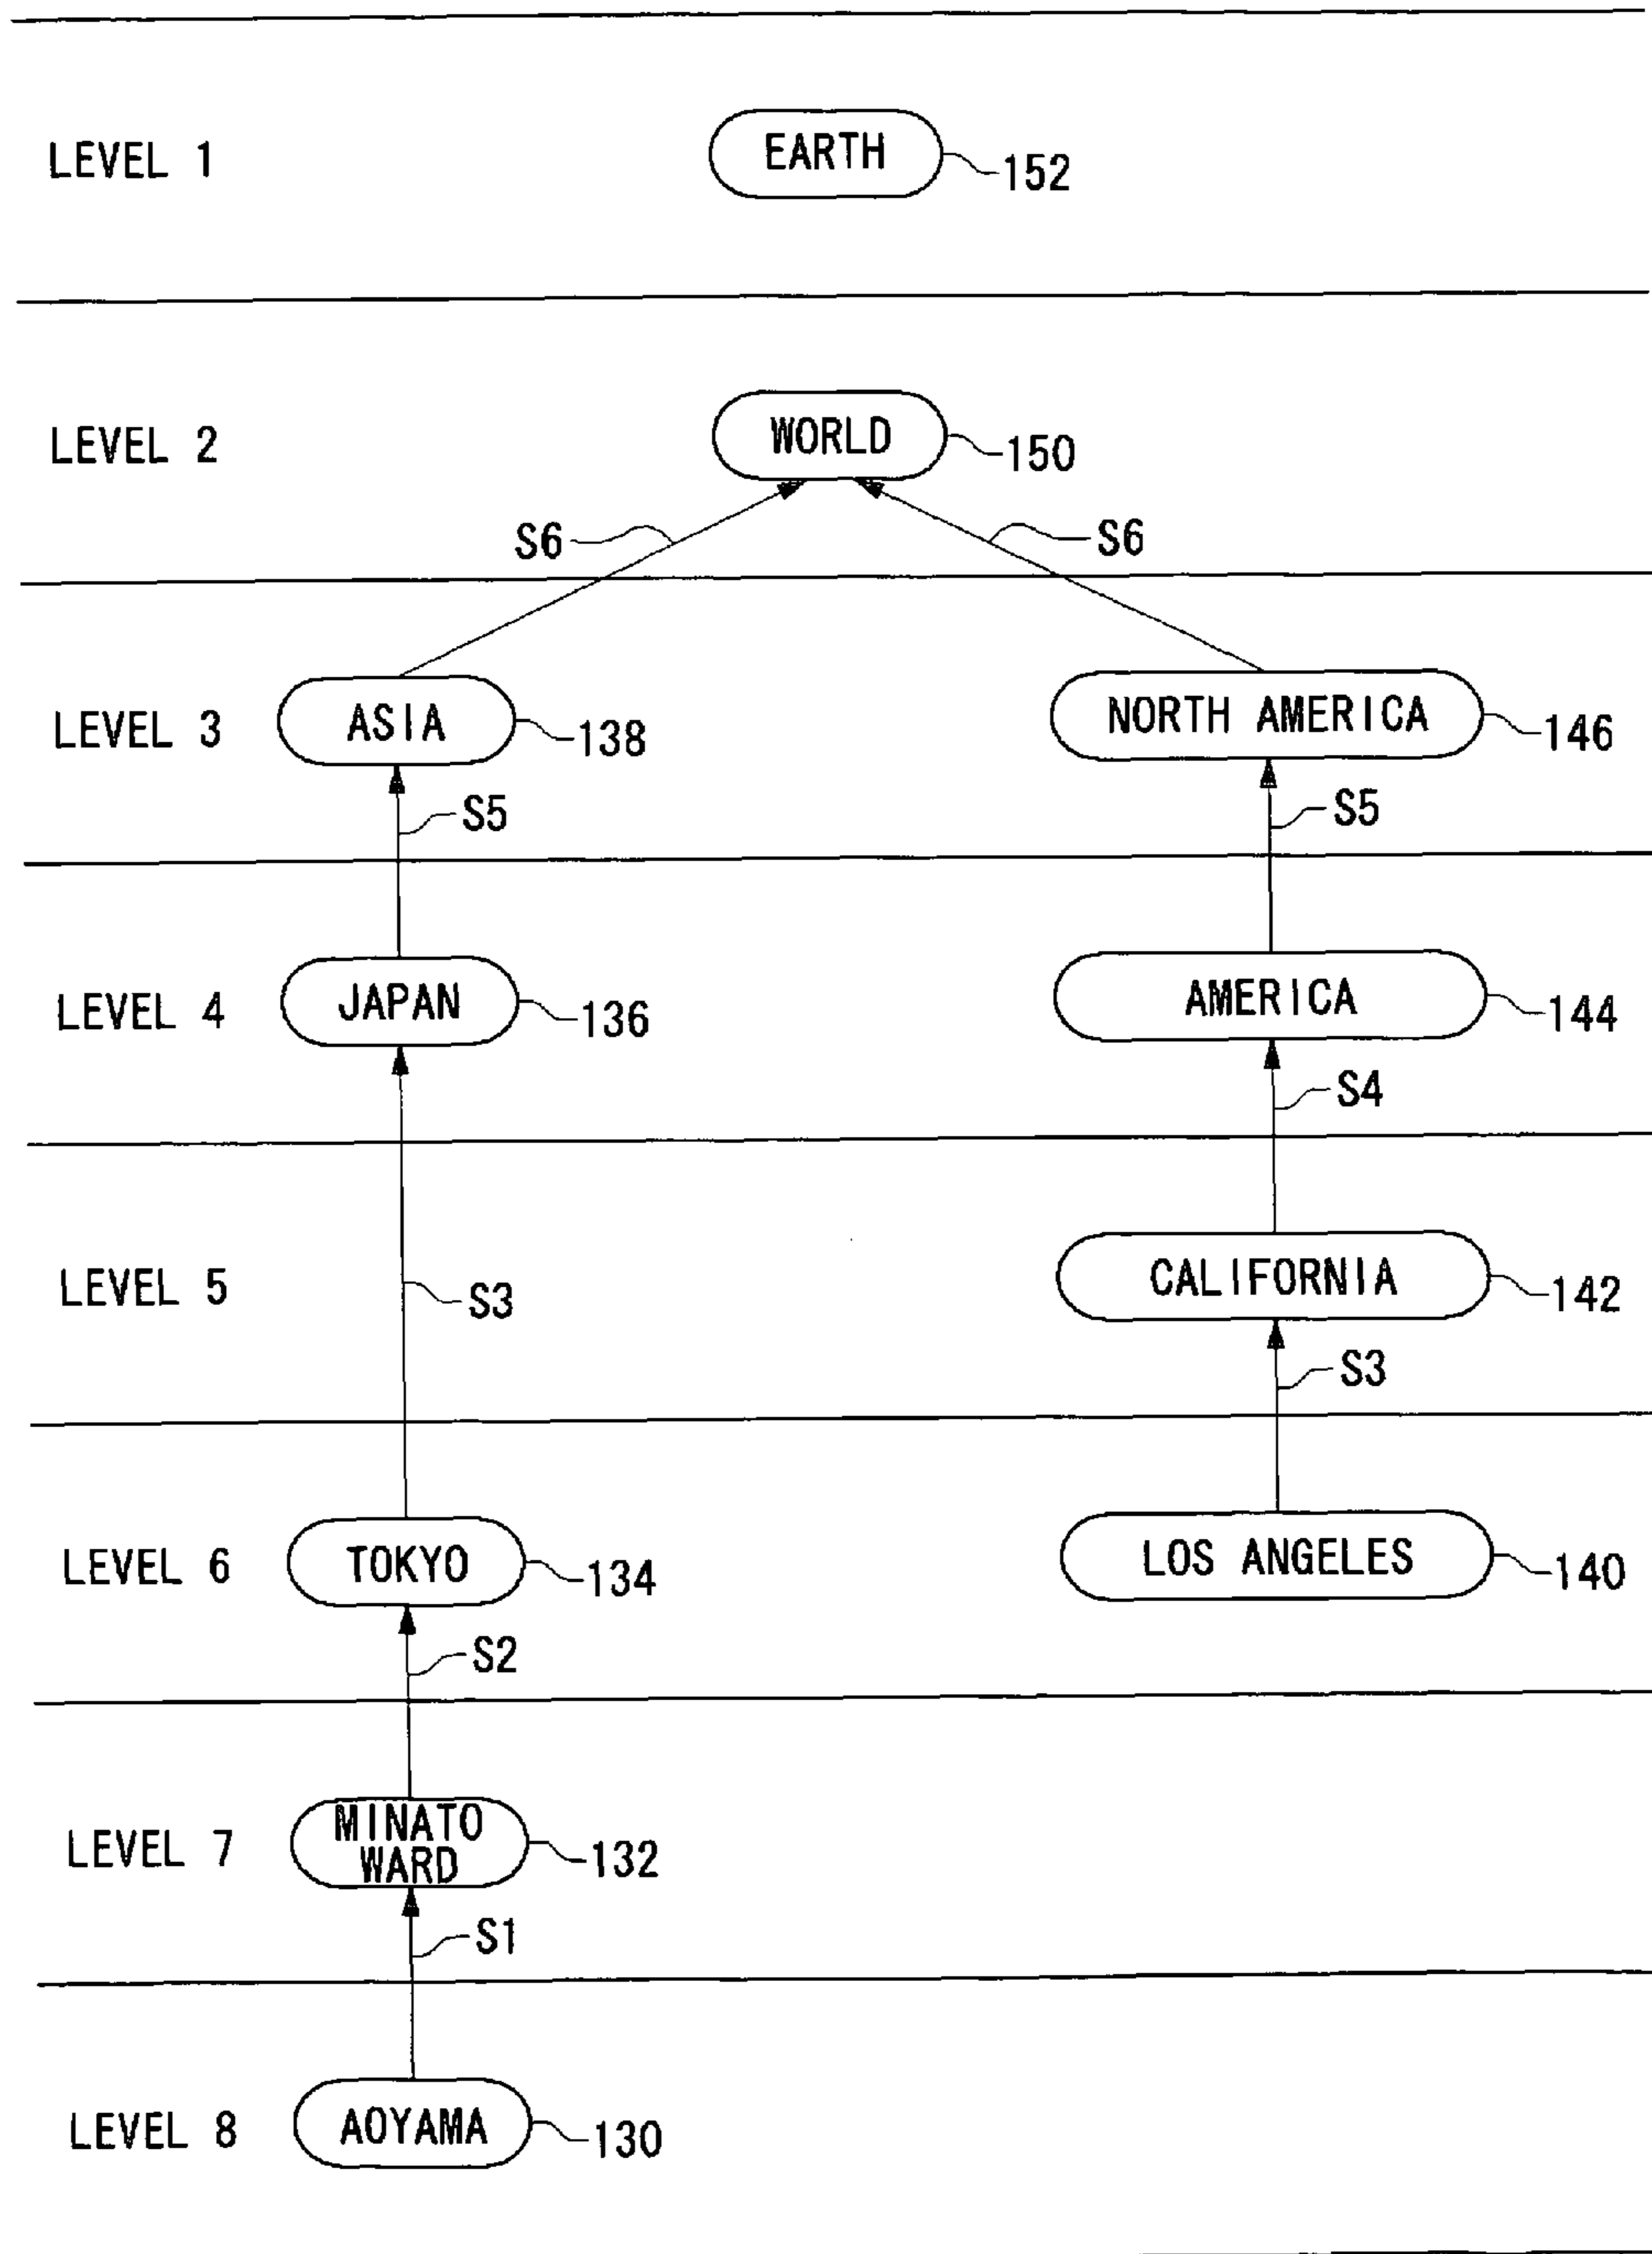 LEVEL 1
EARTH
152
LEVEL 2
WORLD
150
S6
S6
LEVEL 3
ASIA
138
NORTH AMERICA
146
S5
S5
LEVEL 4
JAPAN
136
AMERICA
144
S4
LEVEL 5
S3
CALIFORNIA
142
S3
LEVEL 6
TOKYO
134
LOS ANGELES
140
S2
LEVEL 7
MINATO
WARD
132
S1
LEVEL 8
AOYAMA
130